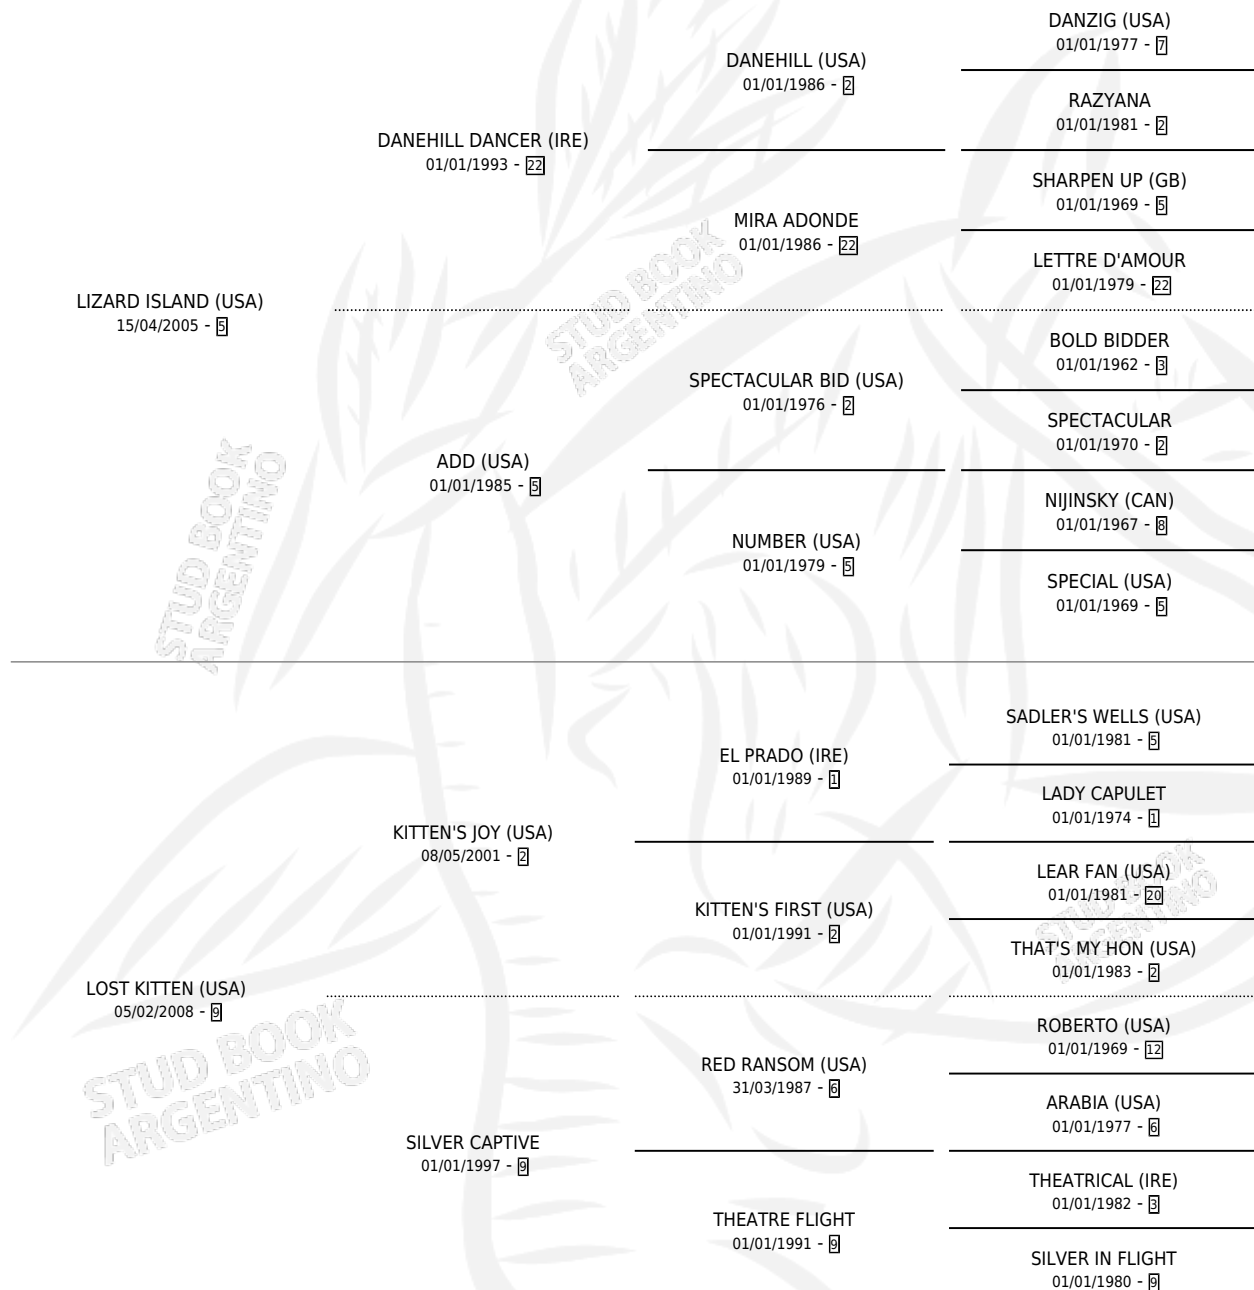 DANZIG (USA)
01/01/1977 - 7
DANEHILL (USA)
01/01/1986 - 2
RAZYANA
01/01/1981 - 2
DANEHILL DANCER (IRE)
01/01/1993 - 22
SHARPEN UP (GB)
01/01/1969 - 5
MIRA ADONDE
01/01/1986 - 22
LETTRE D'AMOUR
01/01/1979 - 22
LIZARD ISLAND (USA)
15/04/2005 - 5
BOLD BIDDER
01/01/1962 - 3
SPECTACULAR BID (USA)
01/01/1976 - 2
SPECTACULAR
01/01/1970 - 2
ADD (USA)
01/01/1985 - 5
NIJINSKY (CAN)
01/01/1967 - 8
NUMBER (USA)
01/01/1979 - 5
SPECIAL (USA)
01/01/1969 - 5
SADLER'S WELLS (USA)
01/01/1981 - 5
EL PRADO (IRE)
01/01/1989 - 1
LADY CAPULET
01/01/1974 - 1
KITTEN'S JOY (USA)
08/05/2001 - 2
LEAR FAN (USA)
01/01/1981 - 20
KITTEN'S FIRST (USA)
01/01/1991 - 2
THAT'S MY HON (USA)
01/01/1983 - 2
LOST KITTEN (USA)
05/02/2008 - 9
ROBERTO (USA)
01/01/1969 - 12
RED RANSOM (USA)
31/03/1987 - 6
ARABIA (USA)
01/01/1977 - 6
SILVER CAPTIVE
01/01/1997 - 9
THEATRICAL (IRE)
01/01/1982 - 3
THEATRE FLIGHT
01/01/1991 - 9
SILVER IN FLIGHT
01/01/1980 - 9
STUD BOOK
ARGENTINO
STUD BOOK
ARGENTINO
STUD BOOK
ARGENTINO
STUD BOOK
ARGENTINO